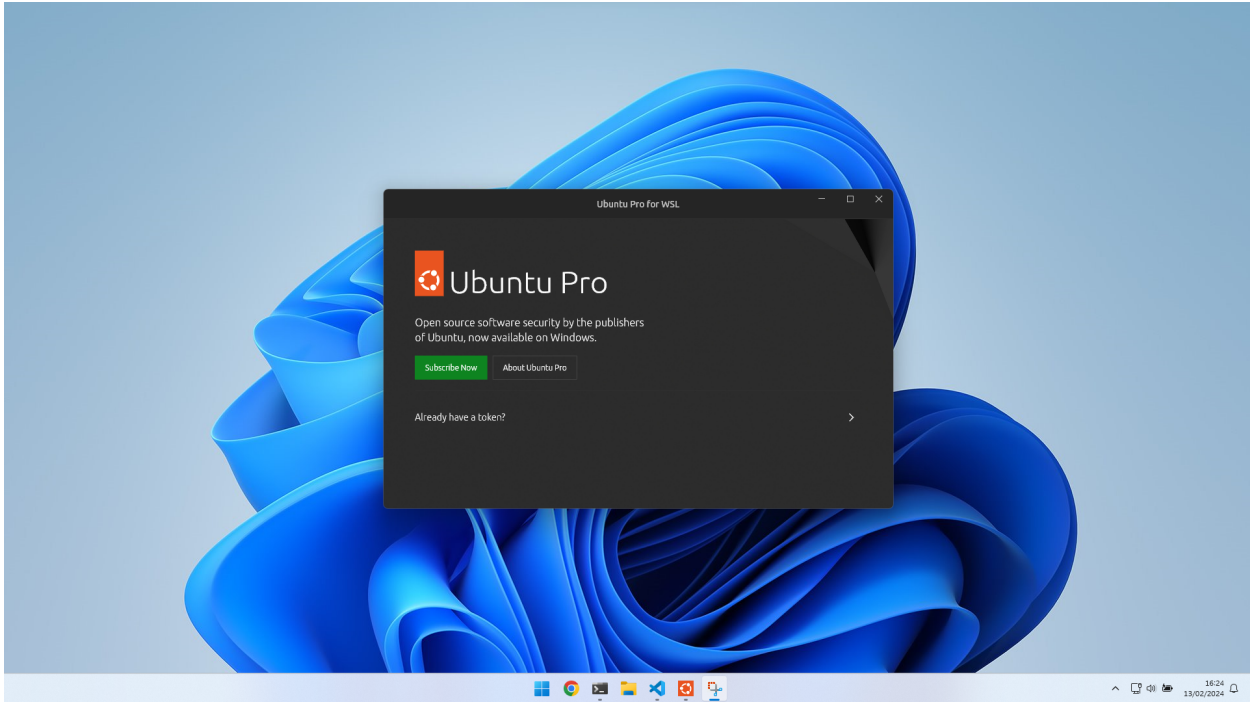 Ubuntu Pro for WSL
Ubuntu Pro
Open source software security by the publishers
of Ubuntu, now available on Windows.
Subscribe Now
About Ubuntu Pro
Already have a token?
16:24
13/02/2024